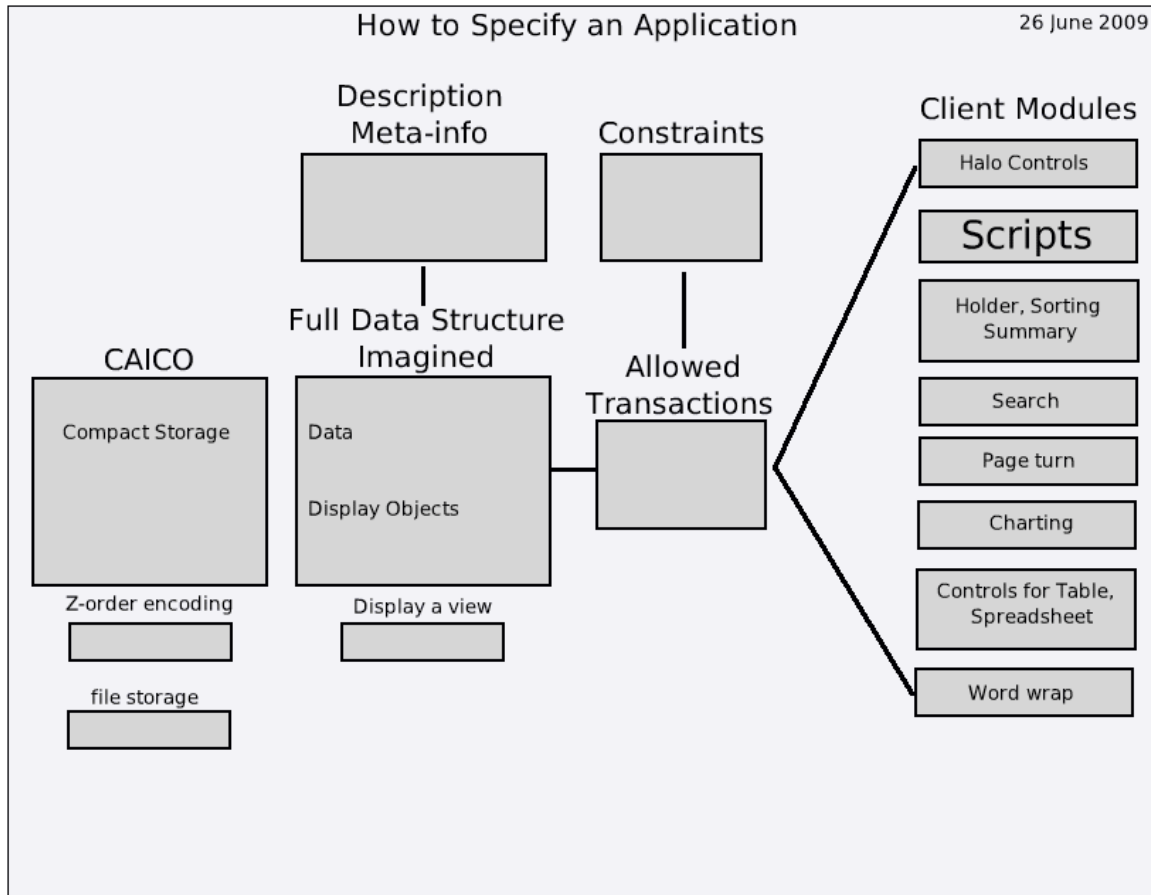 How to Specify an Application
26 June 2009
Description
Meta-info
Constraints
Client Modules
Halo Controls
Scripts
Holder, Sorting
Summary
Search
Page turn
Charting
Controls for Table,
Spreadsheet
Word wrap
Full Data Structure
Imagined
Data
Display Objects
Display a view
Allowed
Transactions
CAICO
Compact Storage
Z-order encoding
file storage